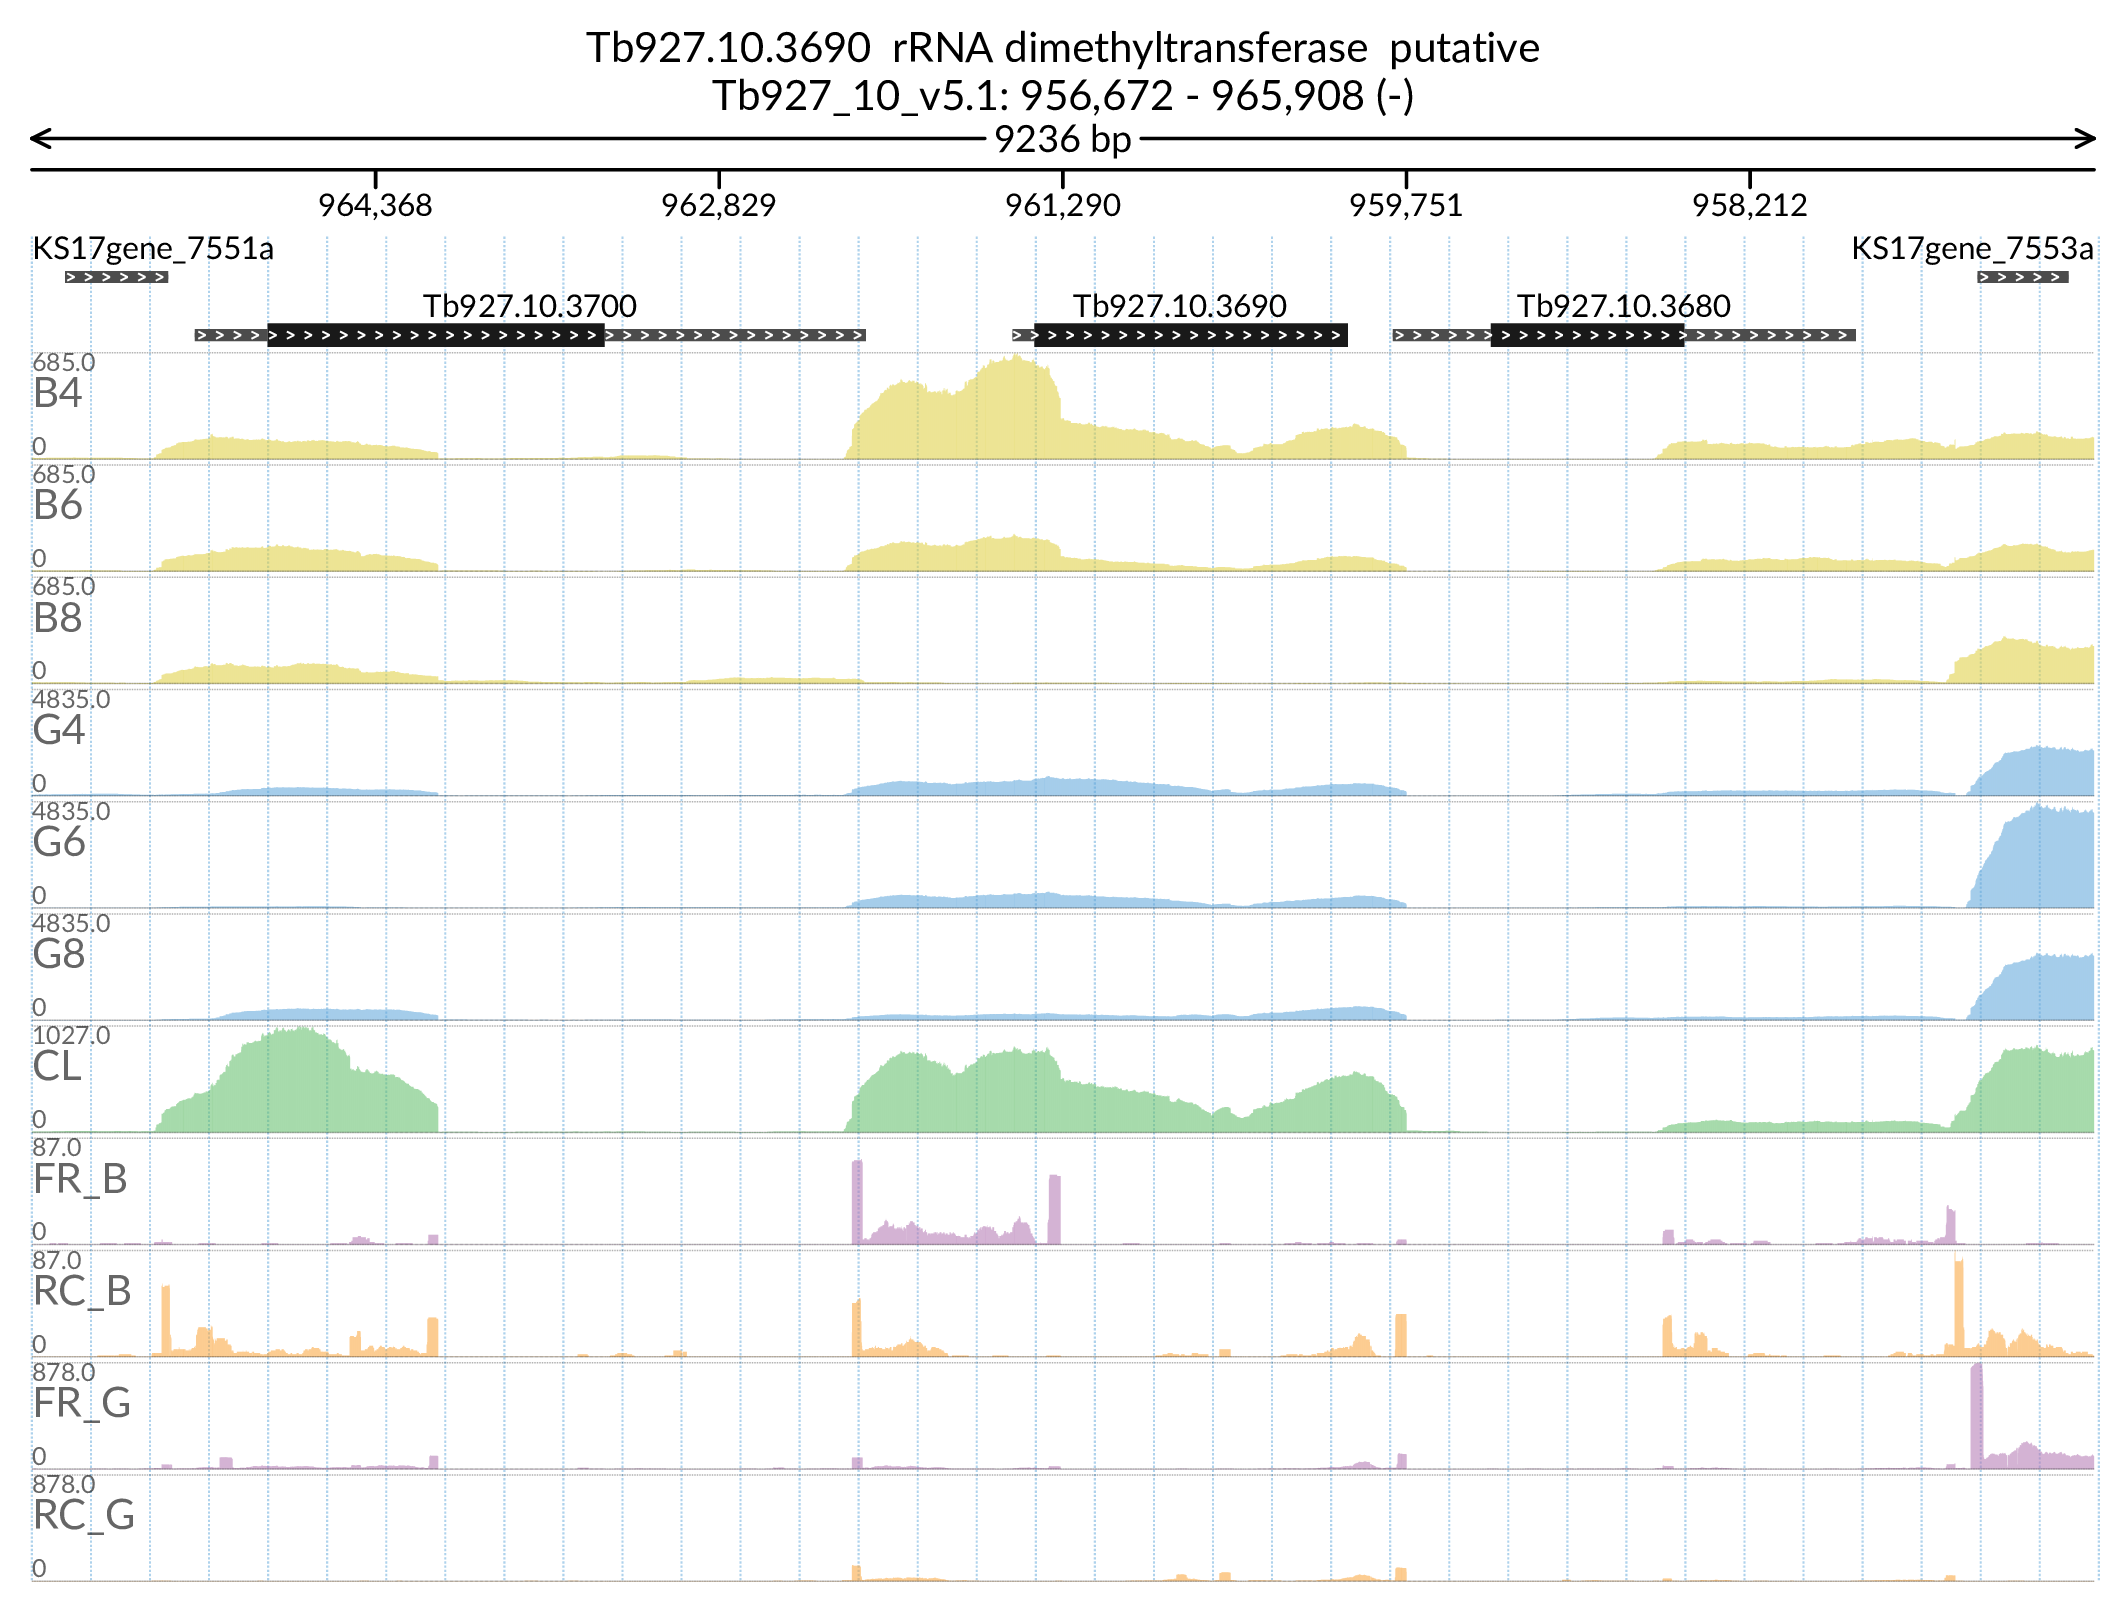 Tb927.10.3690  rRNA dimethyltransferase  putative
Tb927_10_v5.1: 956,672 - 965,908 (-)
9236 bp
964,368 962,829 961,290 959,751 958,212
KS17gene_7551a KS17gene_7553a
Tb927.10.3700 Tb927.10.3690 Tb927.10.3680
685.0
B4
0
685.0
B6
0
685.0
B8
0
4835.0
G4
0
4835.0
G6
0
4835.0
G8
0
1027.0
CL
0
87.0
FR_B
0
87.0
RC_B
0
878.0
FR_G
0
878.0
RC_G
0